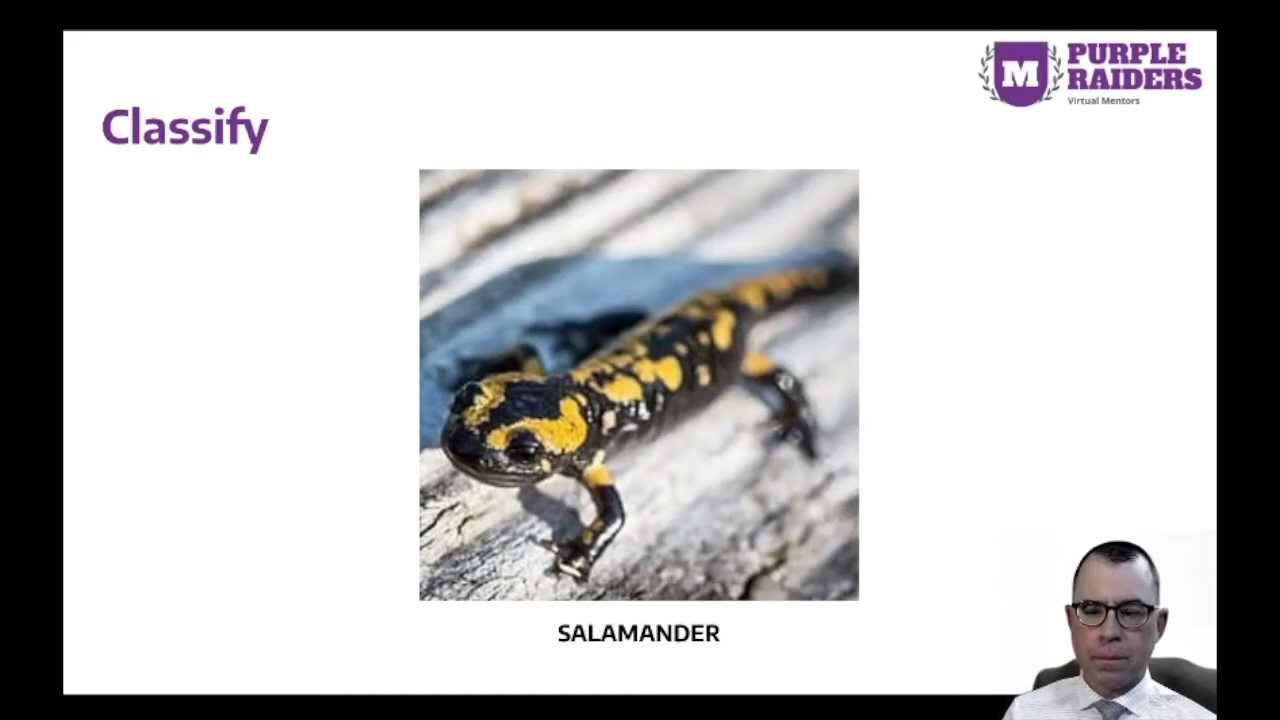 PURPLE
RAIDERS
Virtual Mentors
M
Classify
SALAMANDER